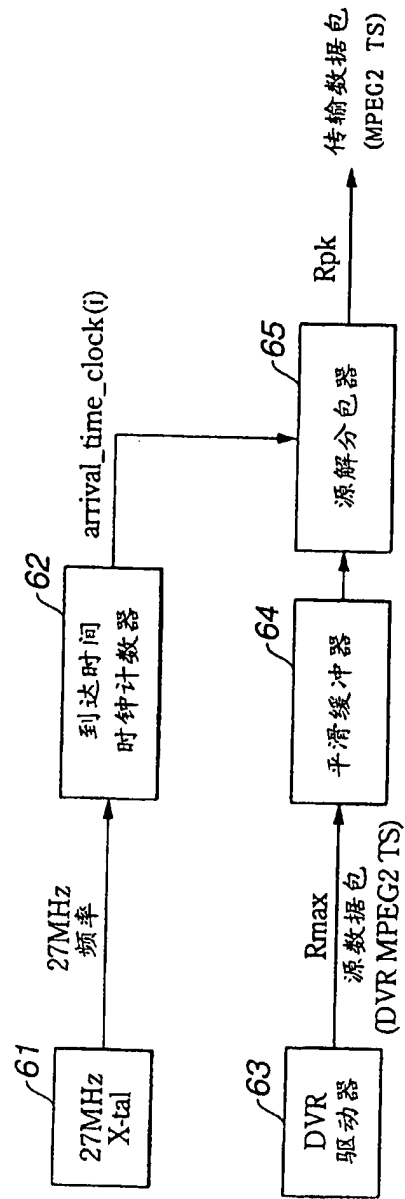 61
27MHz
X-tal
27MHz
频率
62
到达时间
时钟计数器
arrival_time_clock(i)
63
DVR
驱动器
Rmax
源数据包
(DVR MPEG2 TS)
64
平滑缓冲器
65
源解分包器
Rpk
传输数据包
(MPEG2 TS)